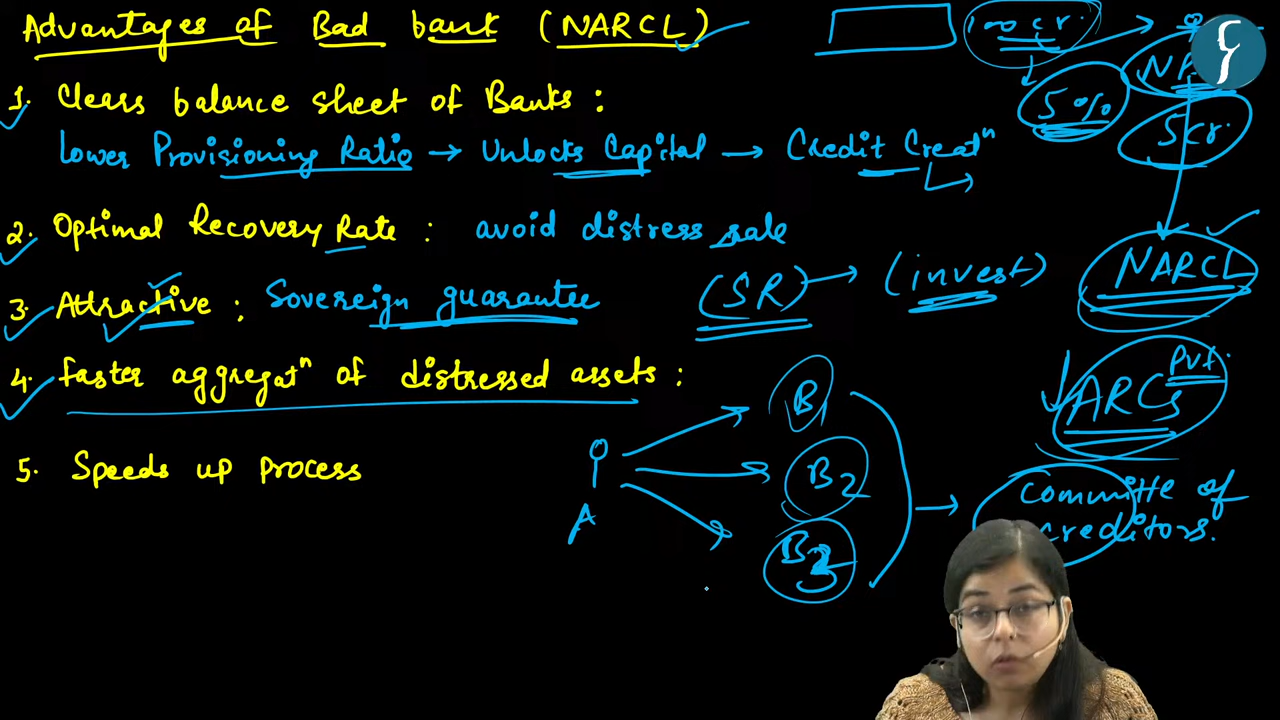 Advantages of Bad bank (NARCL)
100 cr.
5%
5 cr.
1. Clears balance sheet of Banks :
Lower Provisioning Ratio → Unlocks Capital → Credit Creatⁿ
2. Optimal Recovery Rate : avoid distress sale
NARCL
3. Attractive : Sovereign guarantee (SR) → (invest)
4. faster aggregatⁿ of distressed assets :
ARCs Pvt.
B1
B2
B3
A
committe of
creditors.
5. Speeds up process